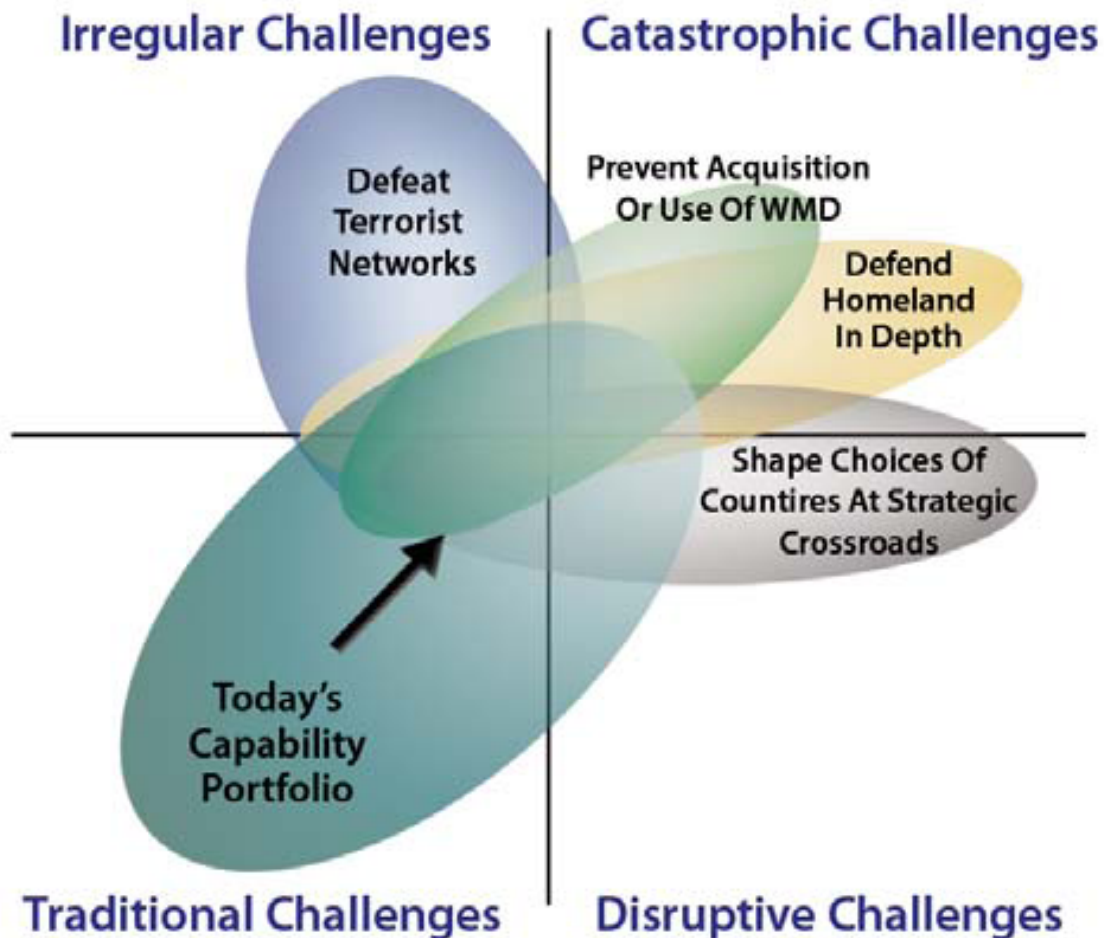 Irregular Challenges
Catastrophic Challenges
Defeat
Terrorist
Networks
Prevent Acquisition
Or Use Of WMD
Defend
Homeland
In Depth
Shape Choices Of
Countires At Strategic
Crossroads
Today's
Capability
Portfolio
Traditional Challenges
Disruptive Challenges